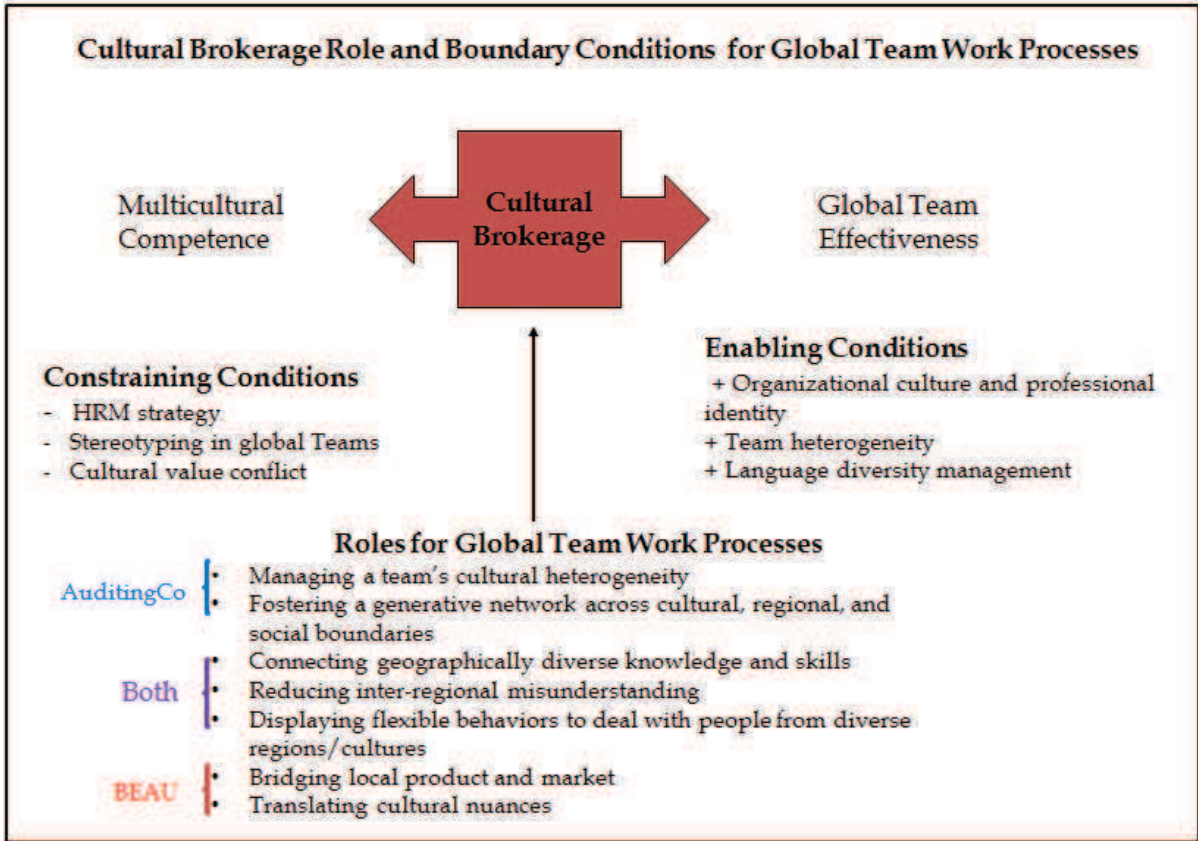 Cultural Brokerage Role and Boundary Conditions for Global Team Work Processes
Multicultural
Competence
Cultural
Brokerage
Global Team
Effectiveness
Constraining Conditions
- HRM strategy
- Stereotyping in global Teams
- Cultural value conflict
Enabling Conditions
+ Organizational culture and professional
identity
+ Team heterogeneity
+ Language diversity management
Roles for Global Team Work Processes
AuditingCo
• Managing a team's cultural heterogeneity
• Fostering a generative network across cultural, regional, and
social boundaries
Both
• Connecting geographically diverse knowledge and skills
• Reducing inter-regional misunderstanding
• Displaying flexible behaviors to deal with people from diverse
regions/cultures
BEAU
• Bridging local product and market
• Translating cultural nuances